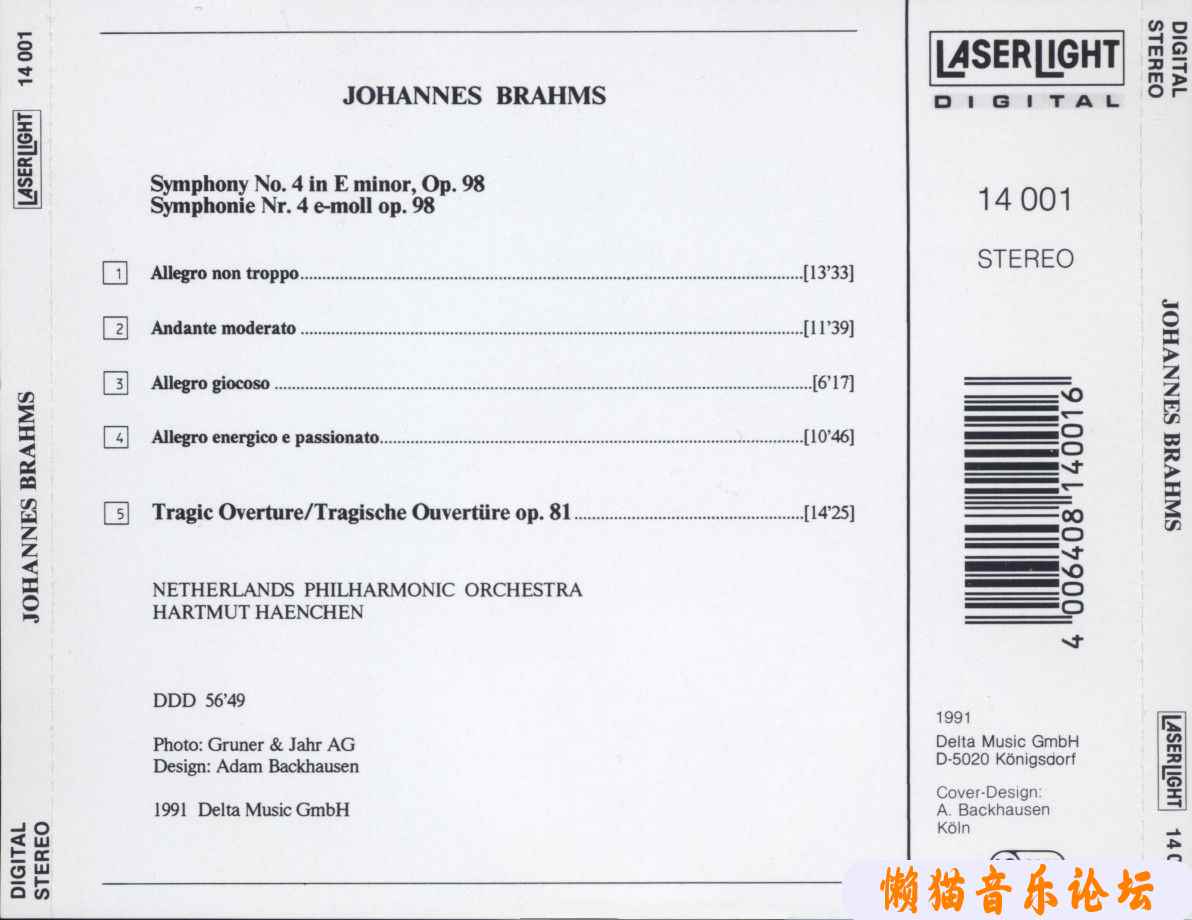 14 001
LASERLIGHT
JOHANNES BRAHMS
DIGITAL
STEREO
JOHANNES BRAHMS
Symphony No. 4 in E minor, Op. 98
Symphonie Nr. 4 e-moll op. 98
1 Allegro non troppo [13'33]
2 Andante moderato [11'39]
3 Allegro giocoso [6'17]
4 Allegro energico e passionato [10'46]
5 Tragic Overture/Tragische Ouvertüre op. 81 [14'25]
NETHERLANDS PHILHARMONIC ORCHESTRA
HARTMUT HAENCHEN
DDD 56'49
Photo: Gruner & Jahr AG
Design: Adam Backhausen
1991 Delta Music GmbH
LASERLIGHT
DIGITAL
14 001
STEREO
4 006408 140016
1991
Delta Music GmbH
D-5020 Königsdorf
Cover-Design:
A. Backhausen
Köln
DIGITAL
STEREO
JOHANNES BRAHMS
LASERLIGHT
14 0
懒猫音乐论坛